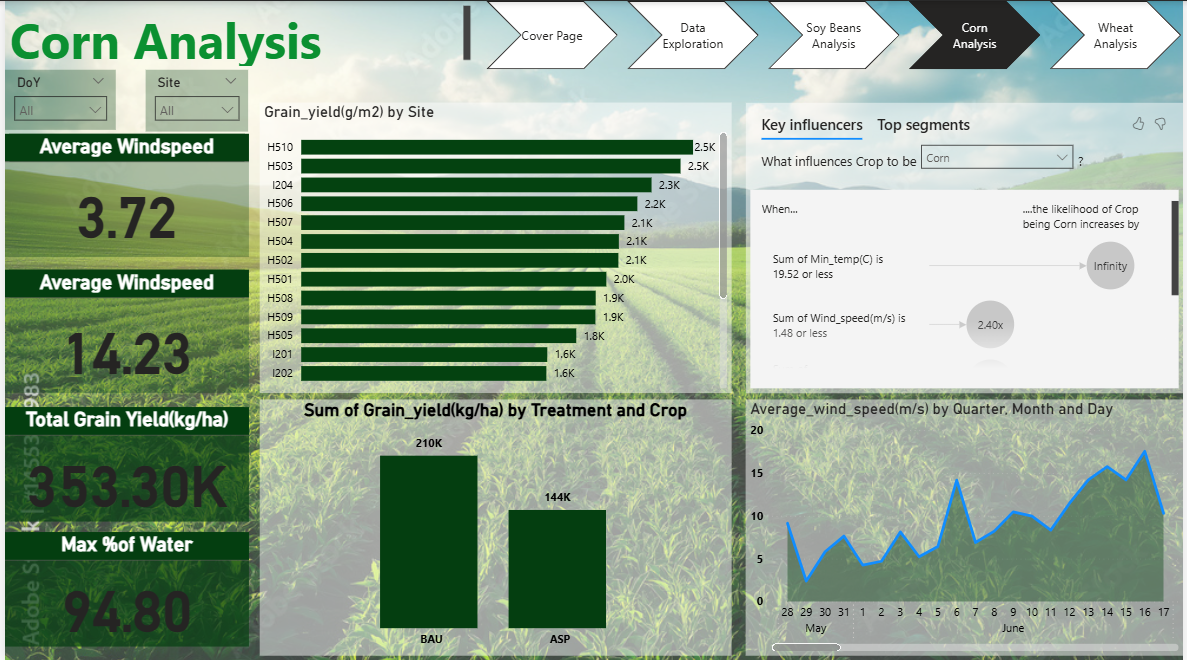 Corn Analysis
Cover Page
Data
Exploration
Soy Beans
Analysis
Corn
Analysis
Wheat
Analysis
DoY
All
Site
All
Average Windspeed
3.72
Average Windspeed
14.23
Total Grain Yield(kg/ha)
353.30K
Max %of Water
94.80
Grain_yield(g/m2) by Site
H510 2.5K
H503 2.5K
I204 2.3K
H506 2.2K
H507 2.1K
H504 2.1K
H502 2.1K
H501 2.0K
H508 1.9K
H509 1.9K
H505 1.8K
I201 1.6K
I202 1.6K
Key influencers Top segments
What influences Crop to be Corn ?
When...
....the likelihood of Crop
being Corn increases by
Sum of Min_temp(C) is
19.52 or less
Infinity
Sum of Wind_speed(m/s) is
1.48 or less
2.40x
Sum of Grain_yield(kg/ha) by Treatment and Crop
210K
144K
BAU ASP
Average_wind_speed(m/s) by Quarter, Month and Day
20
15
10
5
0
28 29 30 31 1 2 3 4 5 6 7 8 9 10 11 12 13 14 15 16 17
May June